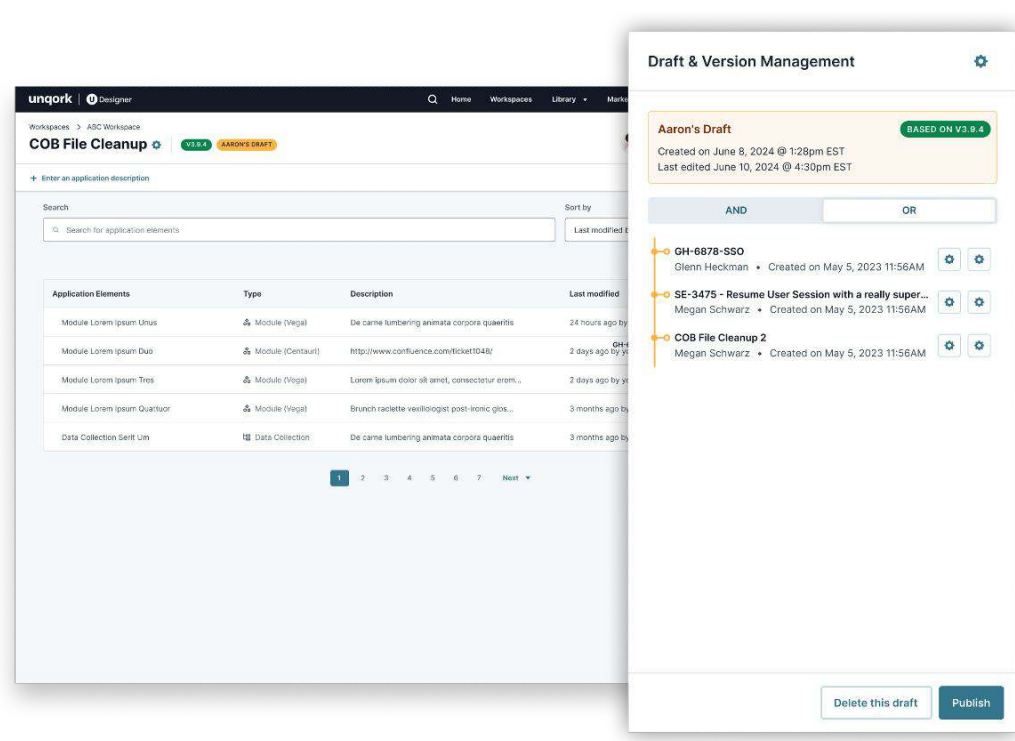 unqork | U Designer
Home Workspaces Library Marke
Workspaces > ABC Workspace
COB File Cleanup V3.9.4 AARON'S DRAFT
+ Enter an application description
Search
Search for application elements
Sort by
Last modified b
Application Elements Type Description Last modified
Module Lorem Ipsum Unus Module (Vega) De carne lumbering animata corpora quaeritis 24 hours ago by
Module Lorem Ipsum Duo Module (Centauri) http://www.confluence.com/ticket1048/ 2 days ago by yo
Module Lorem Ipsum Tres Module (Vega) Lorem ipsum dolor sit amet, consectetur erom... 2 days ago by yo
Module Lorem Ipsum Quattuor Module (Vega) Brunch raclette vexillologist post-ironic glos... 3 months ago by
Data Collection Serit Um Data Collection De carne lumbering animata corpora quaeritis 3 months ago by
1 2 3 4 5 6 7 Next
Draft & Version Management
Aaron's Draft BASED ON V3.9.4
Created on June 8, 2024 @ 1:28pm EST
Last edited June 10, 2024 @ 4:30pm EST
AND OR
GH-6878-SSO
Glenn Heckman • Created on May 5, 2023 11:56AM
SE-3475 - Resume User Session with a really super...
Megan Schwarz • Created on May 5, 2023 11:56AM
COB File Cleanup 2
Megan Schwarz • Created on May 5, 2023 11:56AM
Delete this draft Publish